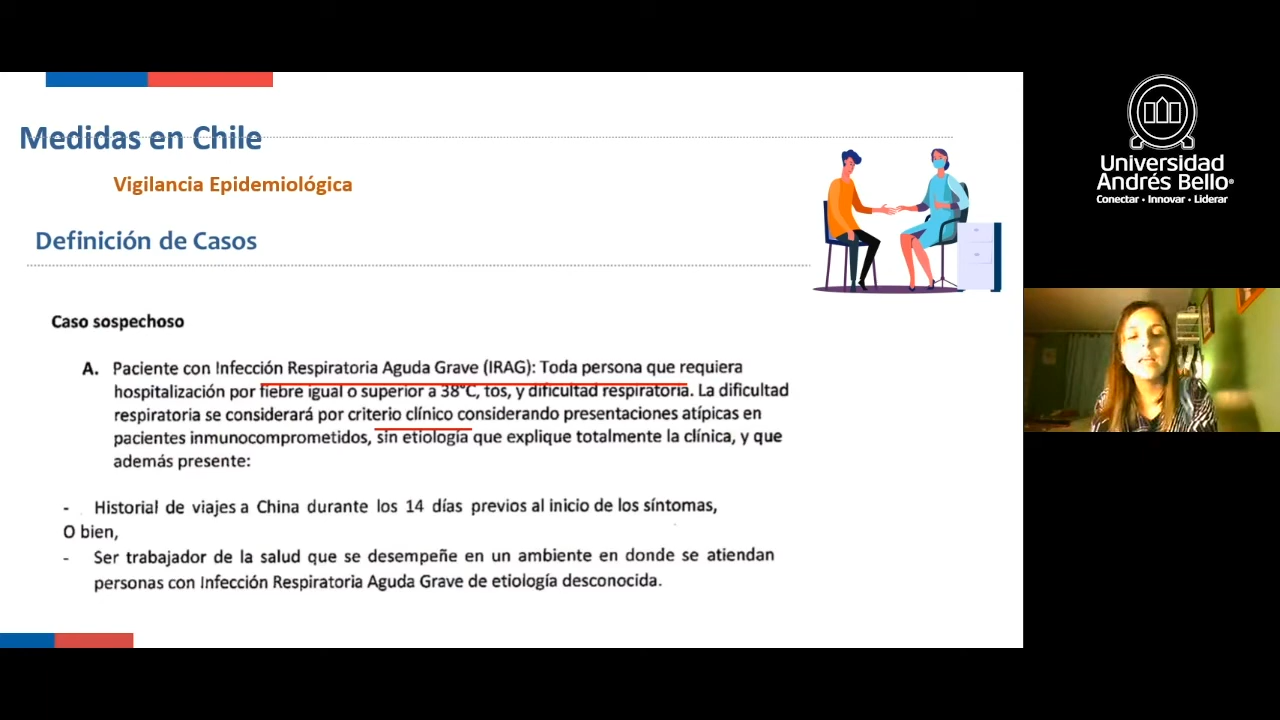 Medidas en Chile
Vigilancia Epidemiológica
Definición de Casos
Caso sospechoso
A. Paciente con Infección Respiratoria Aguda Grave (IRAG): Toda persona que requiera
hospitalización por fiebre igual o superior a 38°C, tos, y dificultad respiratoria. La dificultad
respiratoria se considerará por criterio clínico considerando presentaciones atípicas en
pacientes inmunocomprometidos, sin etiología que explique totalmente la clínica, y que
además presente:
- Historial de viajes a China durante los 14 días previos al inicio de los síntomas,
O bien,
- Ser trabajador de la salud que se desempeñe en un ambiente en donde se atiendan
personas con Infección Respiratoria Aguda Grave de etiología desconocida.
Universidad
Andrés Bello®
Conectar • Innovar • Liderar